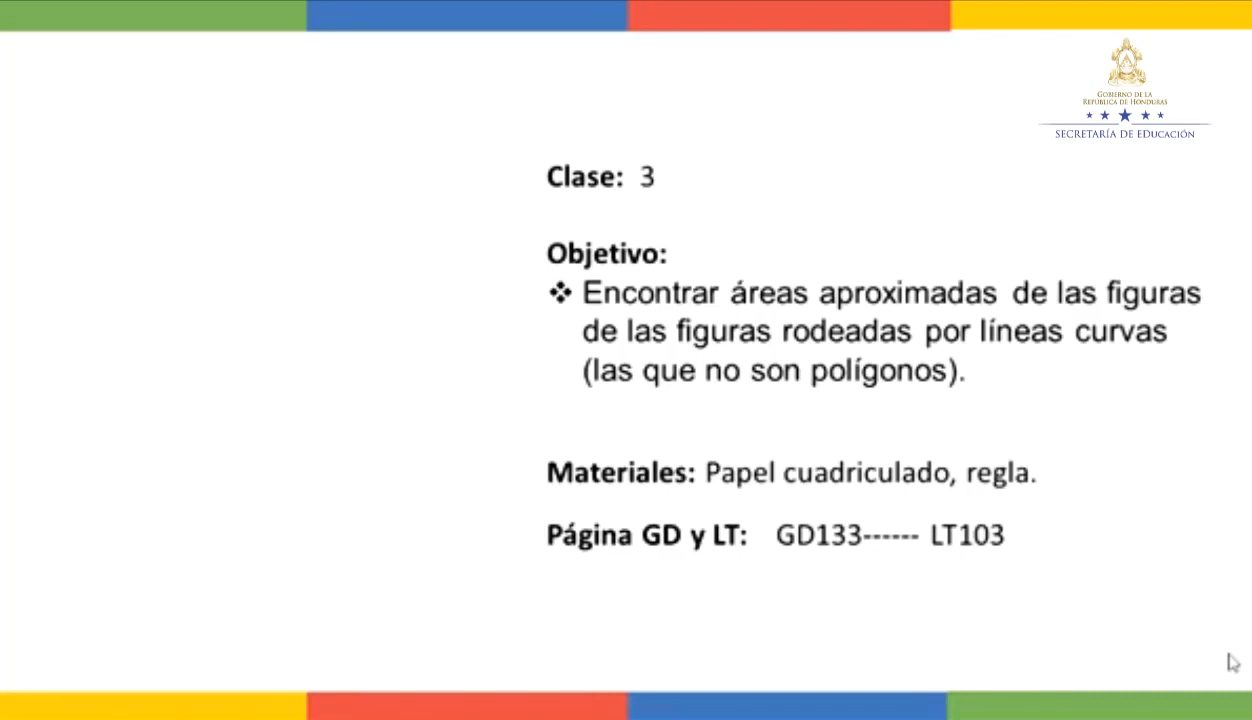 GOBIERNO DE LA
REPÚBLICA DE HONDURAS
SECRETARÍA DE EDUCACIÓN
Clase: 3
Objetivo:
❖ Encontrar áreas aproximadas de las figuras
de las figuras rodeadas por líneas curvas
(las que no son polígonos).
Materiales: Papel cuadriculado, regla.
Página GD y LT: GD133------ LT103